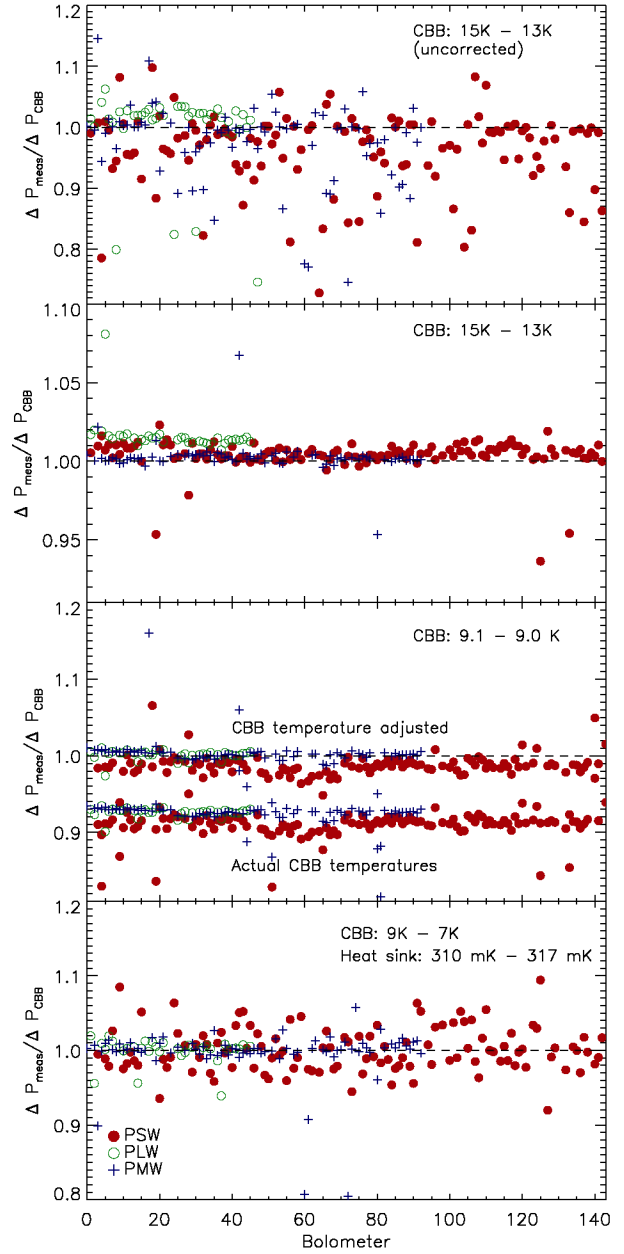 1.2
CBB: 15K − 13K
(uncorrected)
1.1
1.0
0.9
0.8
Δ P_meas/Δ P_CBB
1.10
CBB: 15K − 13K
1.05
1.00
0.95
Δ P_meas/Δ P_CBB
1.2
CBB: 9.1 − 9.0 K
1.1
CBB temperature adjusted
1.0
0.9
Actual CBB temperatures
Δ P_meas/Δ P_CBB
1.2
CBB: 9K − 7K
Heat sink: 310 mK − 317 mK
1.1
1.0
0.9
0.8
Δ P_meas/Δ P_CBB
PSW
PLW
PMW
0 20 40 60 80 100 120 140
Bolometer